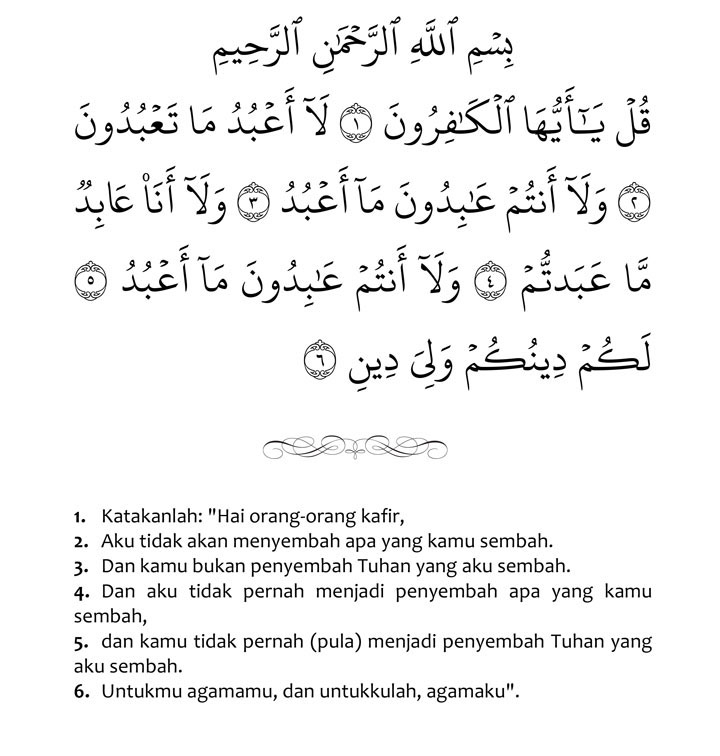 بِسْمِ ٱللَّهِ ٱلرَّحْمَٰنِ ٱلرَّحِيمِ
قُلْ يَـٰٓأَيُّهَا ٱلْكَـٰفِرُونَ ١ لَآ أَعْبُدُ مَا تَعْبُدُونَ
٢ وَلَآ أَنتُمْ عَـٰبِدُونَ مَآ أَعْبُدُ ٣ وَلَآ أَنَا۠ عَابِدٌ
مَّا عَبَدتُّمْ ٤ وَلَآ أَنتُمْ عَـٰبِدُونَ مَآ أَعْبُدُ ٥
لَكُمْ دِينُكُمْ وَلِىَ دِينِ ٦
1. Katakanlah: "Hai orang-orang kafir,
2. Aku tidak akan menyembah apa yang kamu sembah.
3. Dan kamu bukan penyembah Tuhan yang aku sembah.
4. Dan aku tidak pernah menjadi penyembah apa yang kamu
sembah,
5. dan kamu tidak pernah (pula) menjadi penyembah Tuhan yang
aku sembah.
6. Untukmu agamamu, dan untukkulah, agamaku".